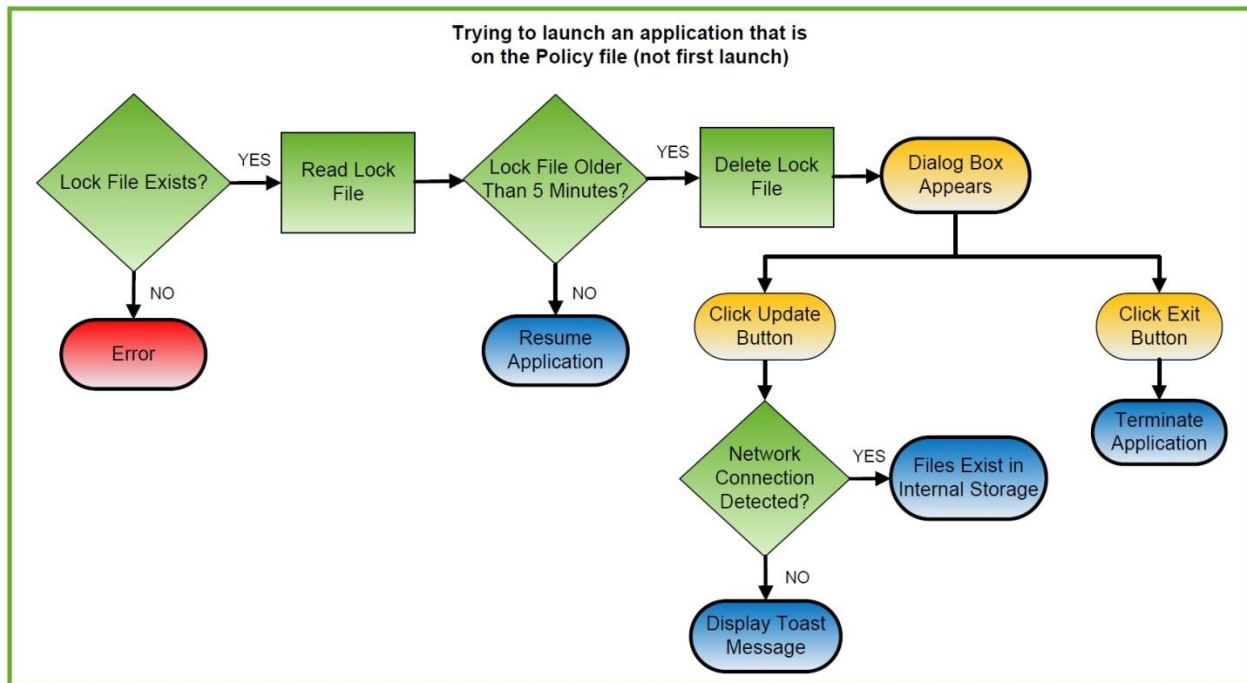 Trying to launch an application that is
on the Policy file (not first launch)
Lock File Exists?
YES
Read Lock
File
Lock File Older
Than 5 Minutes?
YES
Delete Lock
File
Dialog Box
Appears
NO
Error
NO
Resume
Application
Click Update
Button
Click Exit
Button
Terminate
Application
Network
Connection
Detected?
YES
Files Exist in
Internal Storage
NO
Display Toast
Message